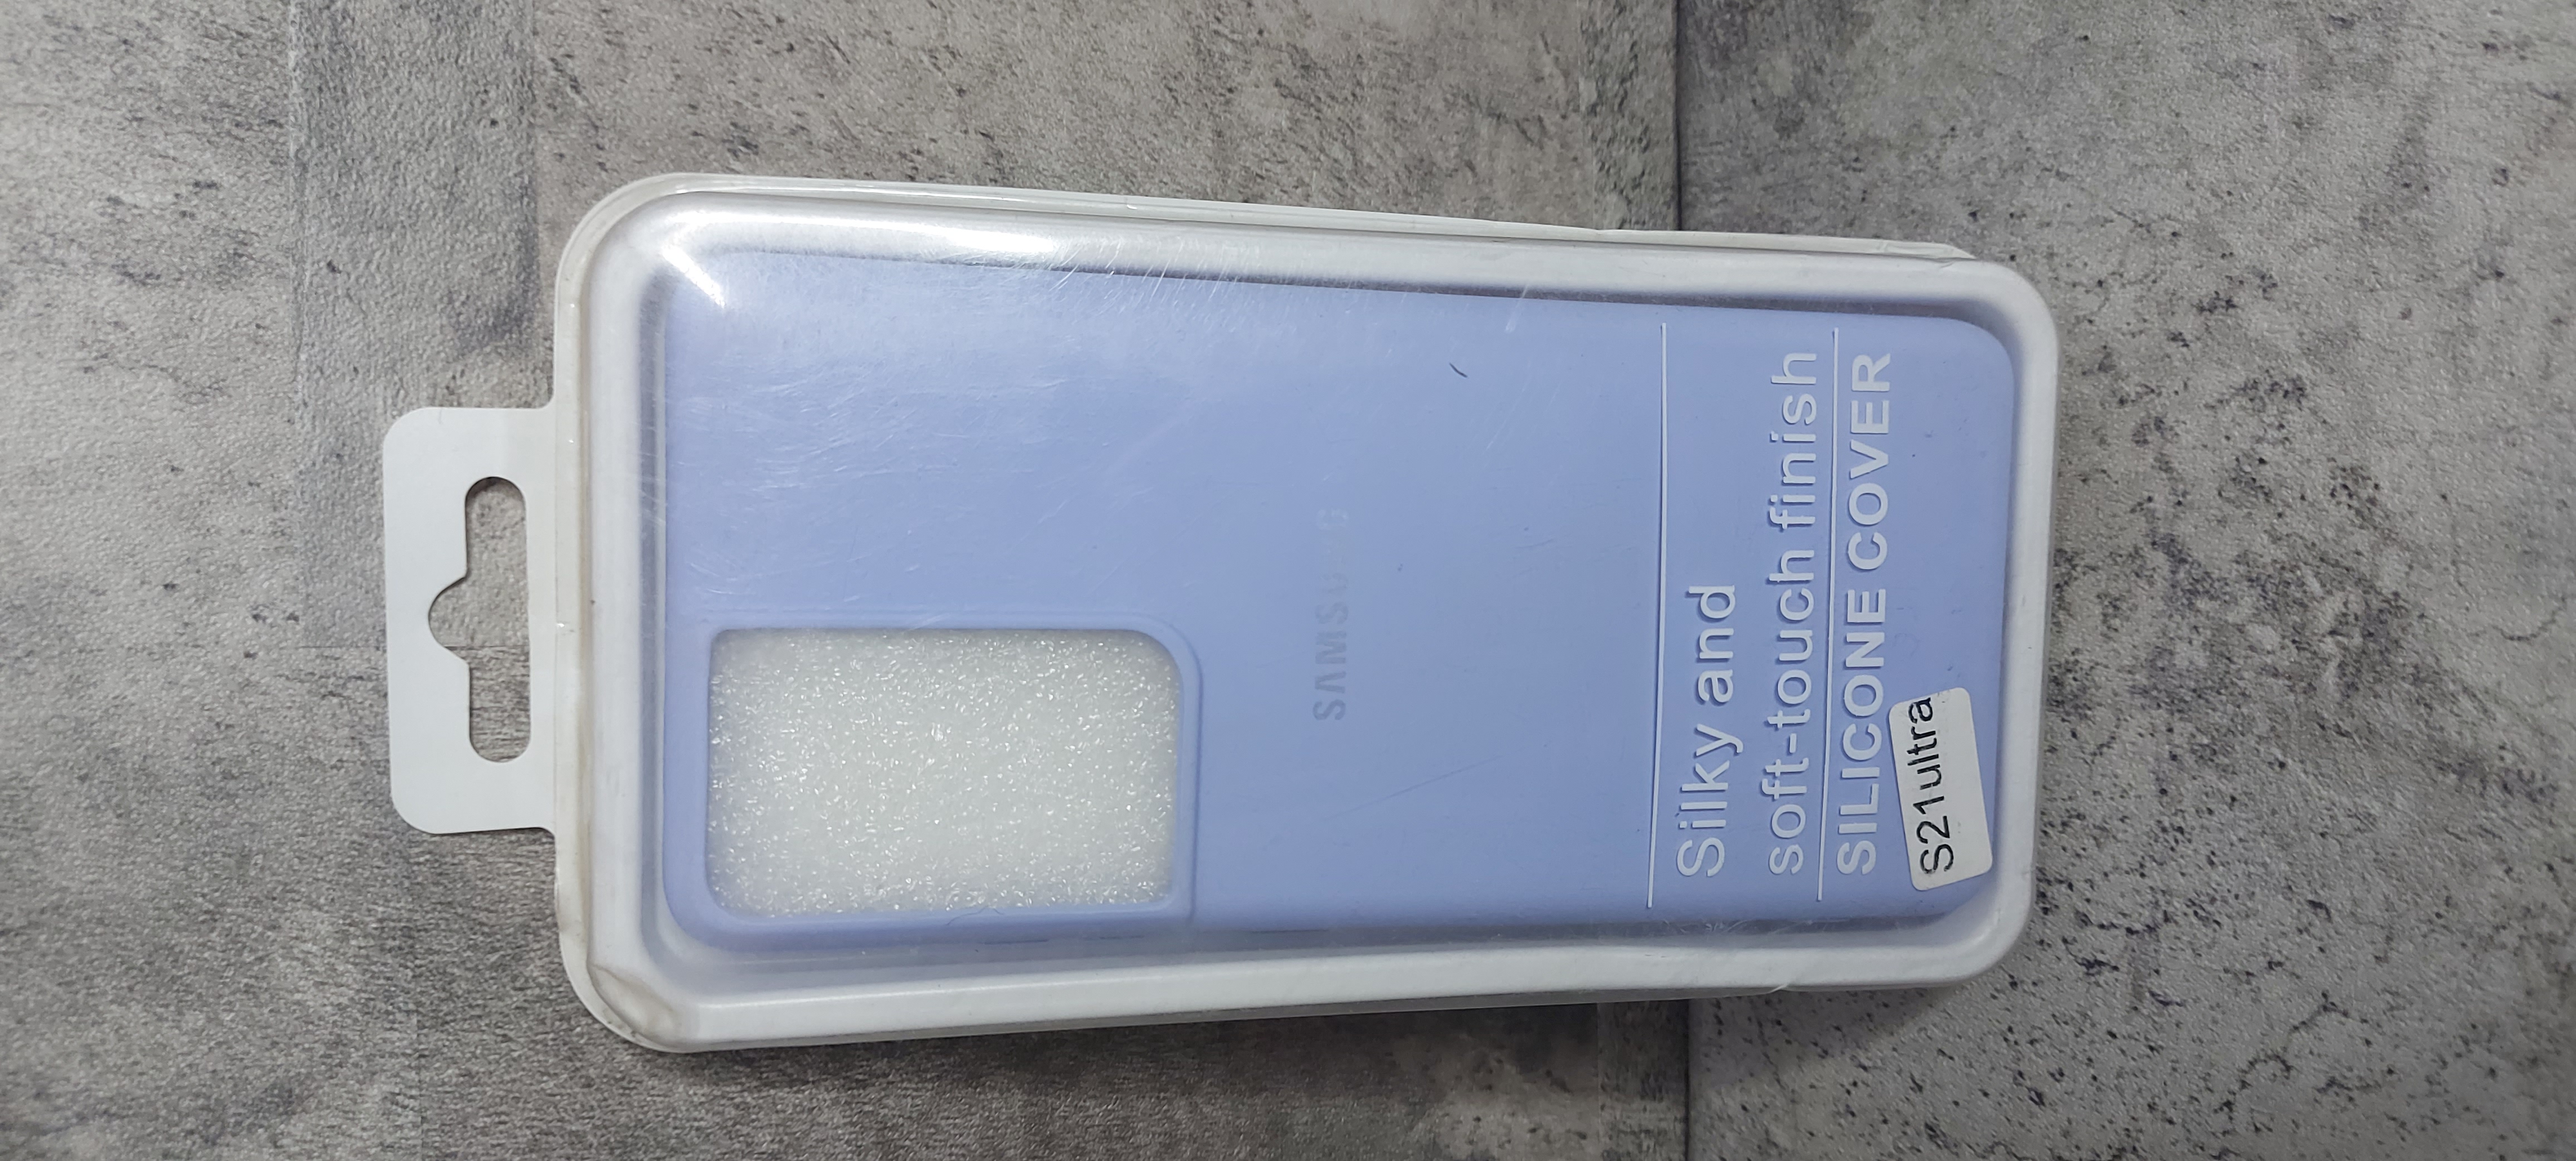 SAMSUNG
Silky and
soft-touch finish
SILICONE COVER
S21ultra